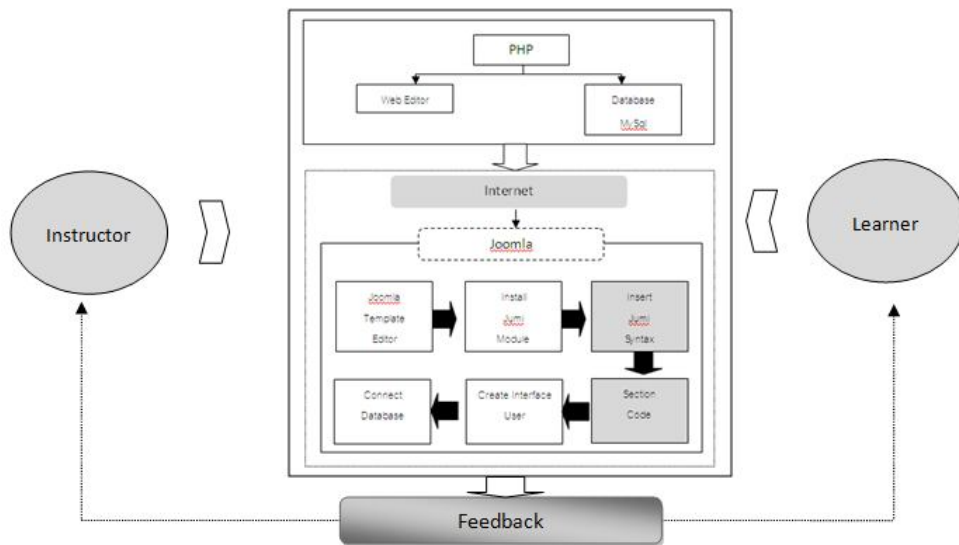 PHP
Web Editor
Database
MySql
Internet
Instructor
Learner
Joomla
Joomla
Template
Editor
Install
Jumi
Module
Insert
Jumi
Syntax
Connect
Database
Create Interface
User
Section
Code
Feedback